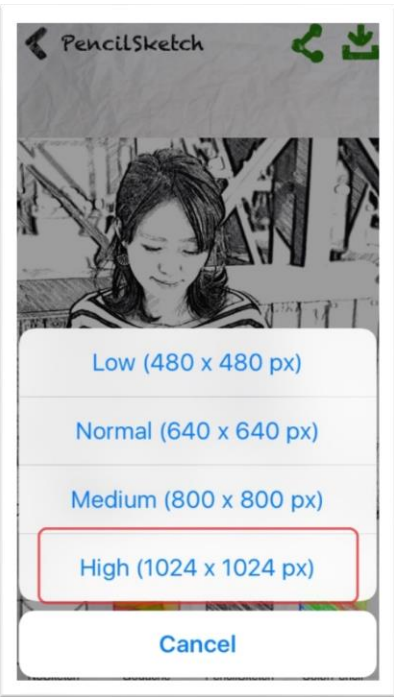 PencilSketch
Low (480 x 480 px)
Normal (640 x 640 px)
Medium (800 x 800 px)
High (1024 x 1024 px)
Cancel